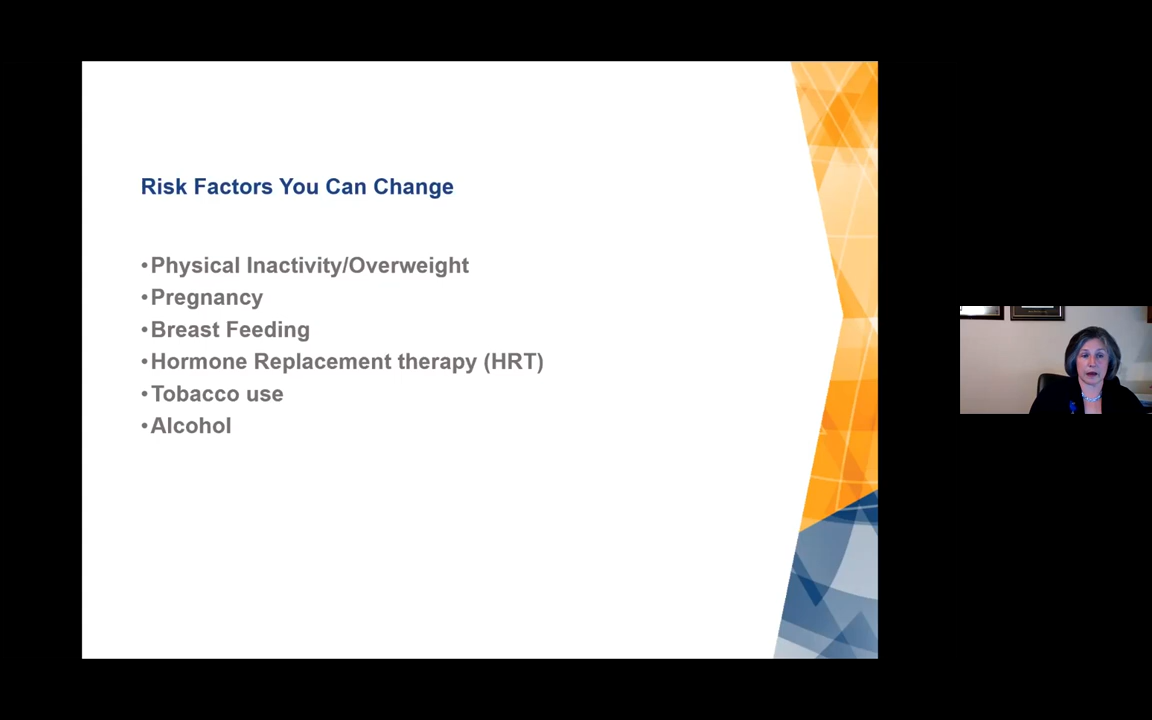 Risk Factors You Can Change
•Physical Inactivity/Overweight
•Pregnancy
•Breast Feeding
•Hormone Replacement therapy (HRT)
•Tobacco use
•Alcohol